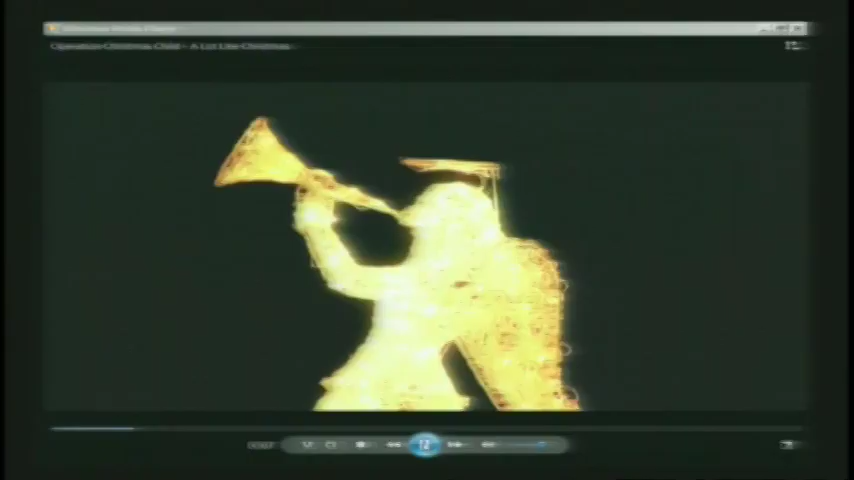 Windows Media Player
Operation Christmas Child - A Lot Like Christmas